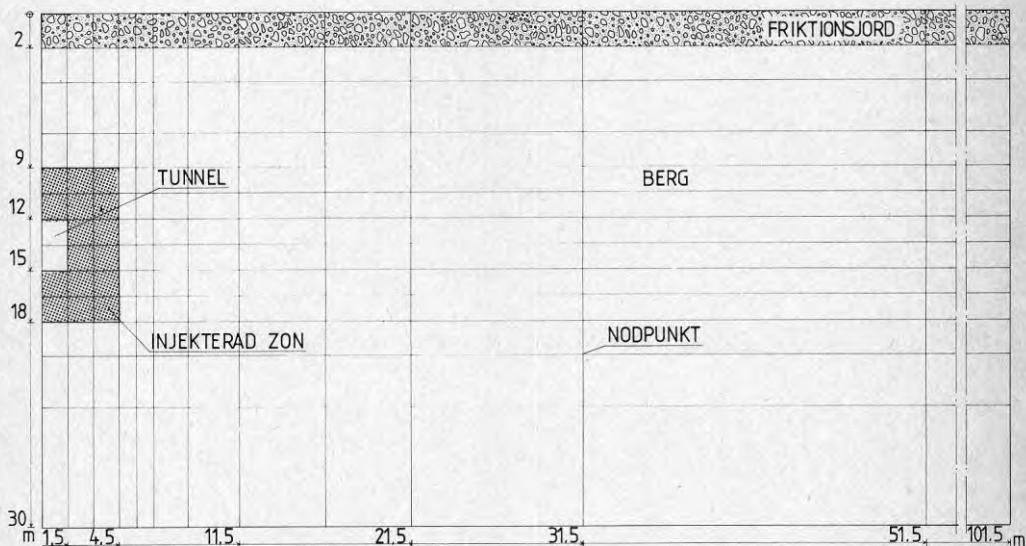 FRIKTIONSJORD
2
9
TUNNEL
BERG
12
15
18
INJEKTERAD ZON
NODPUNKT
30
m
1.5 4.5 11.5 21.5 31.5 51.5 101.5 m